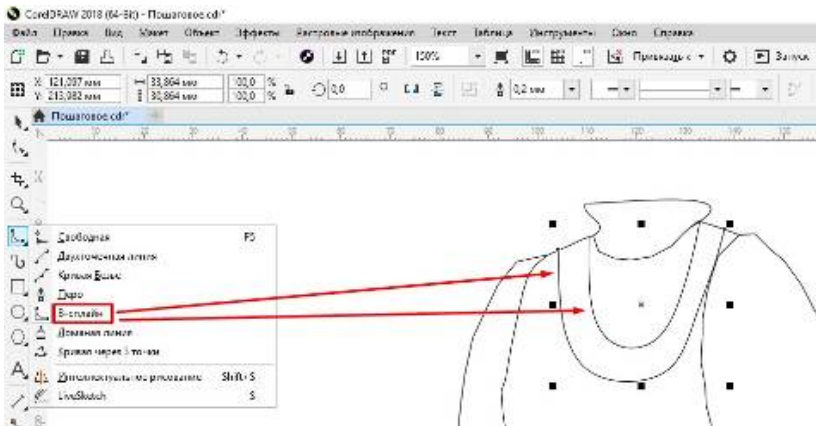 CorelDRAW 2018 (64-Bit) - Пошаговое.cdr*
Файл Правка Вид Макет Объект Эффекты Растровые изображения Текст Таблица Инструменты Окно Справка
150% Привязать к Запуск
X: 121,097 мм 33,864 мм 100,0 % 0,0 0,2 мм
Y: 213,982 мм 30,864 мм 100,0 %
Пошаговое.cdr*
Свободная F5
Двухточечная линия
Кривая Безье
Перо
B-сплайн
Ломаная линия
Кривая через 3 точки
Интеллектуальное рисование Shift+S
LiveSketch S